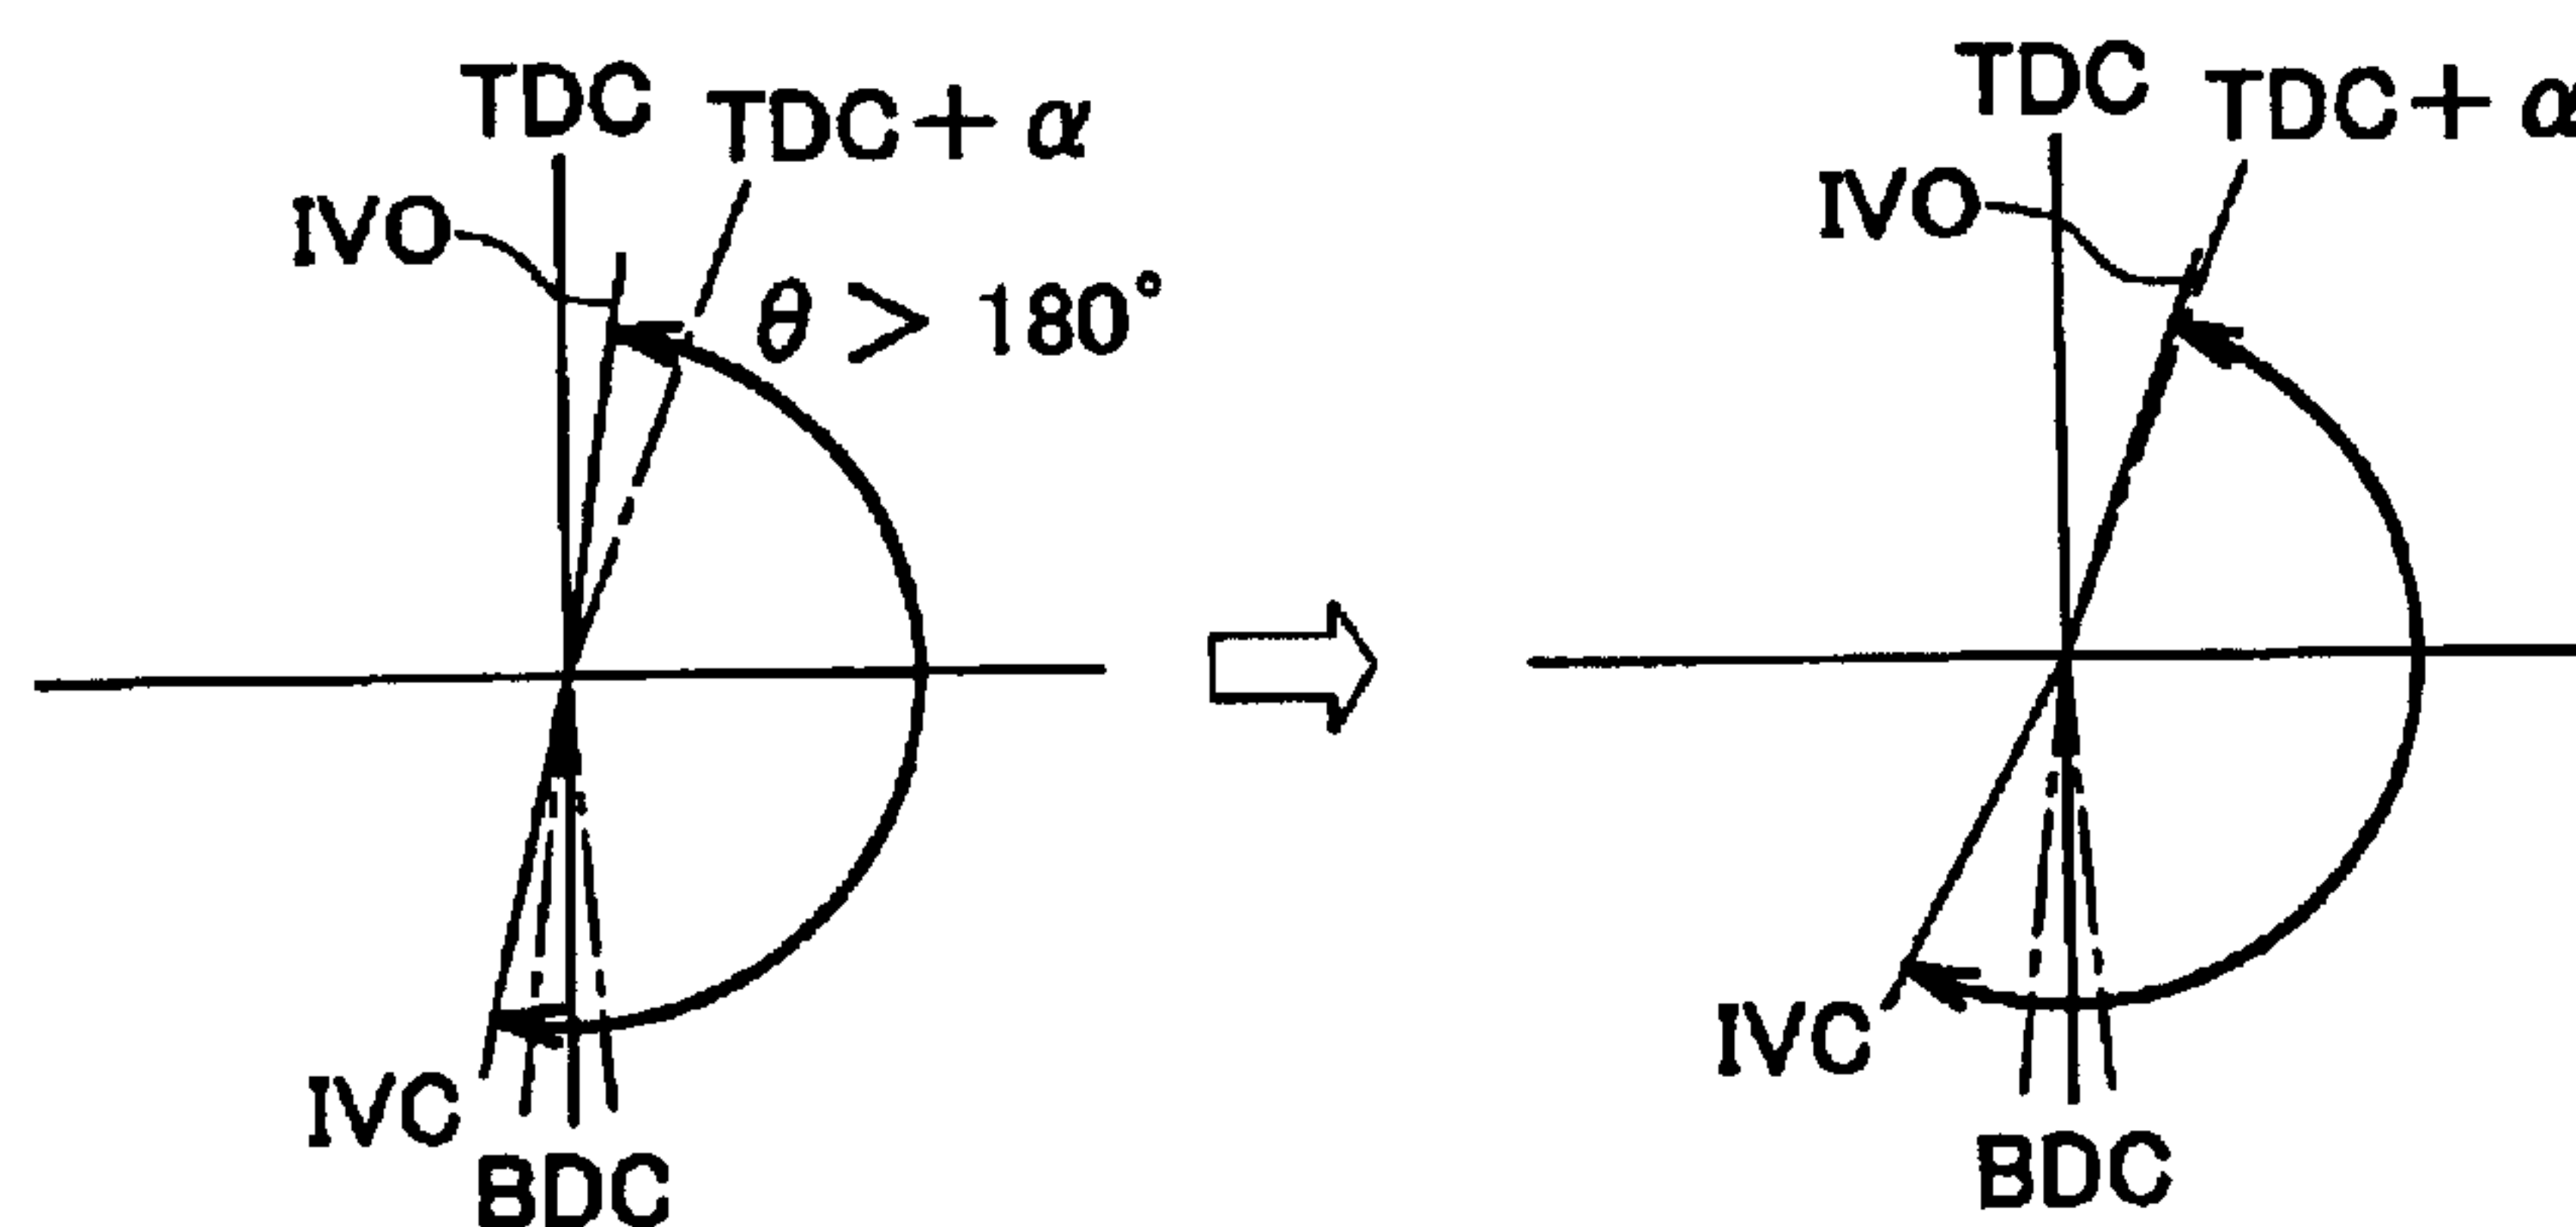 TDC
TDC+α
IVO
θ > 180°
IVC
BDC
TDC
TDC+α
IVO
IVC
BDC